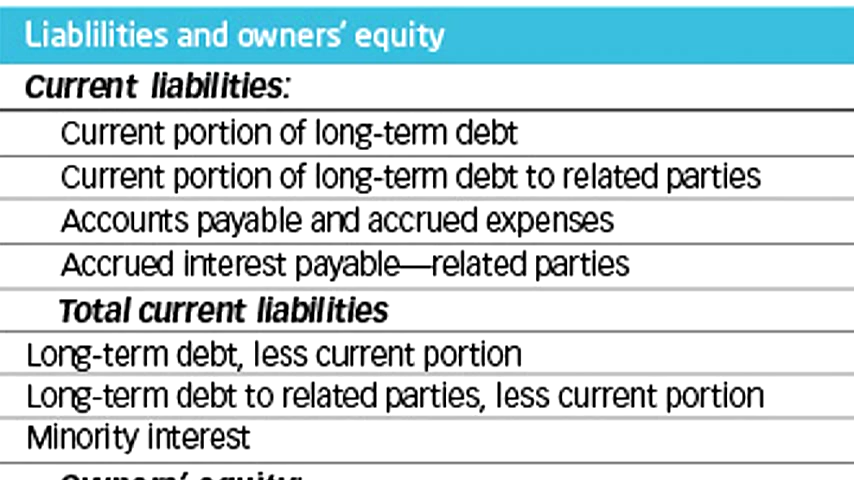 Liablilities and owners' equity
Current liabilities:
Current portion of long-term debt
Current portion of long-term debt to related parties
Accounts payable and accrued expenses
Accrued interest payable—related parties
Total current liabilities
Long-term debt, less current portion
Long-term debt to related parties, less current portion
Minority interest
Owners' equity: